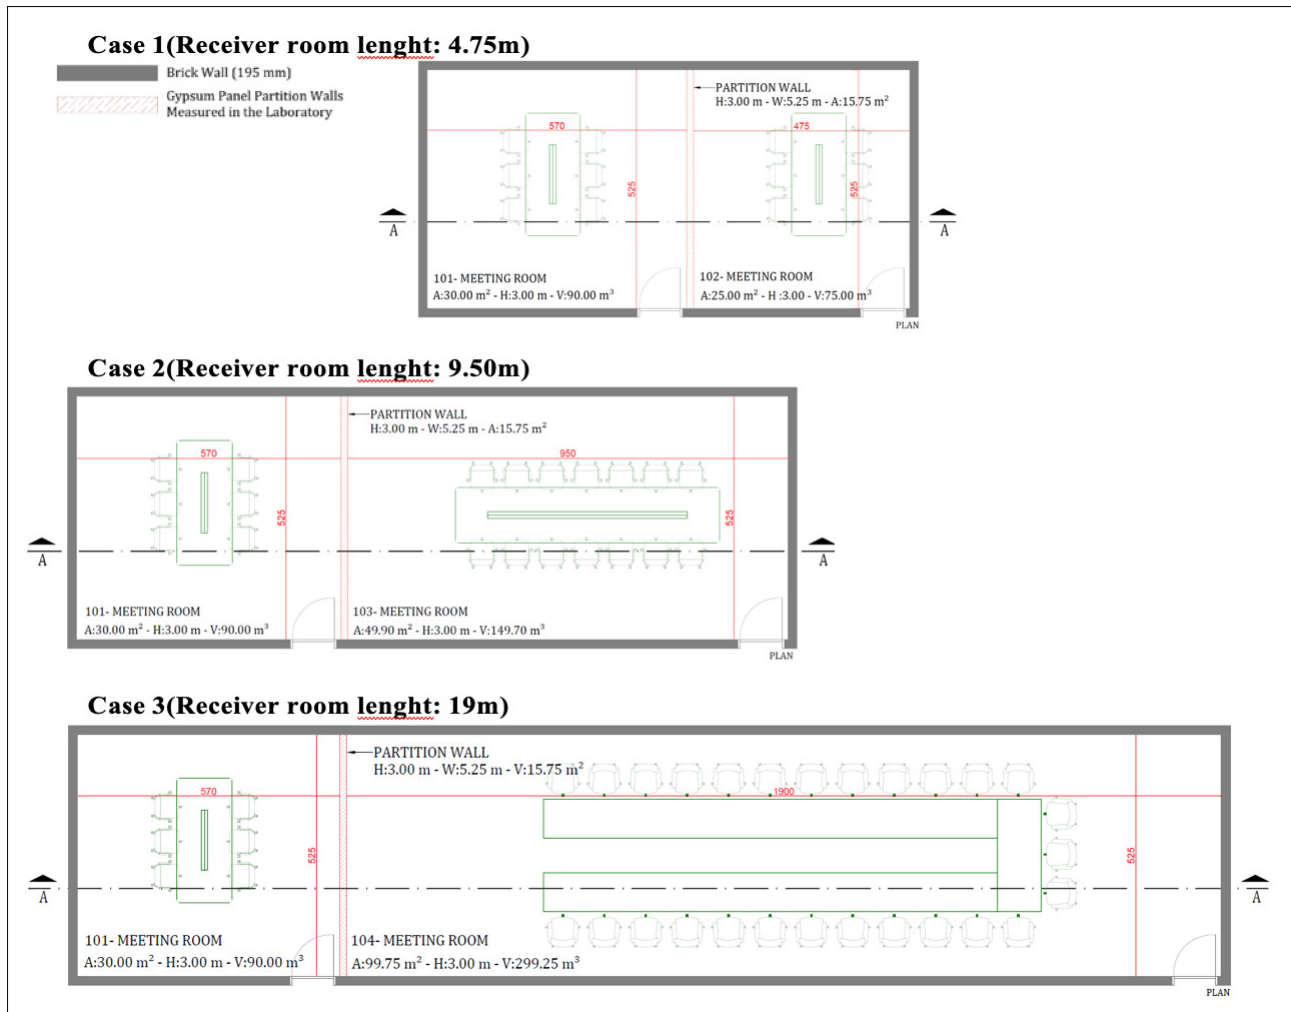 Case 1(Receiver room lenght: 4.75m)
Brick Wall (195 mm)
Gypsum Panel Partition Walls
Measured in the Laboratory
PARTITION WALL
H:3.00 m - W:5.25 m - A:15.75 m²
570
475
525
525
A
A
101- MEETING ROOM
A:30.00 m² - H:3.00 m - V:90.00 m³
102- MEETING ROOM
A:25.00 m² - H :3.00 - V:75.00 m³
PLAN
Case 2(Receiver room lenght: 9.50m)
PARTITION WALL
H:3.00 m - W:5.25 m - A:15.75 m²
570
950
525
525
A
A
101- MEETING ROOM
A:30.00 m² - H:3.00 m - V:90.00 m³
103- MEETING ROOM
A:49.90 m² - H:3.00 m - V:149.70 m³
PLAN
Case 3(Receiver room lenght: 19m)
PARTITION WALL
H:3.00 m - W:5.25 m - V:15.75 m²
570
1900
525
525
A
A
101- MEETING ROOM
A:30.00 m² - H:3.00 m - V:90.00 m³
104- MEETING ROOM
A:99.75 m² - H:3.00 m - V:299.25 m³
PLAN